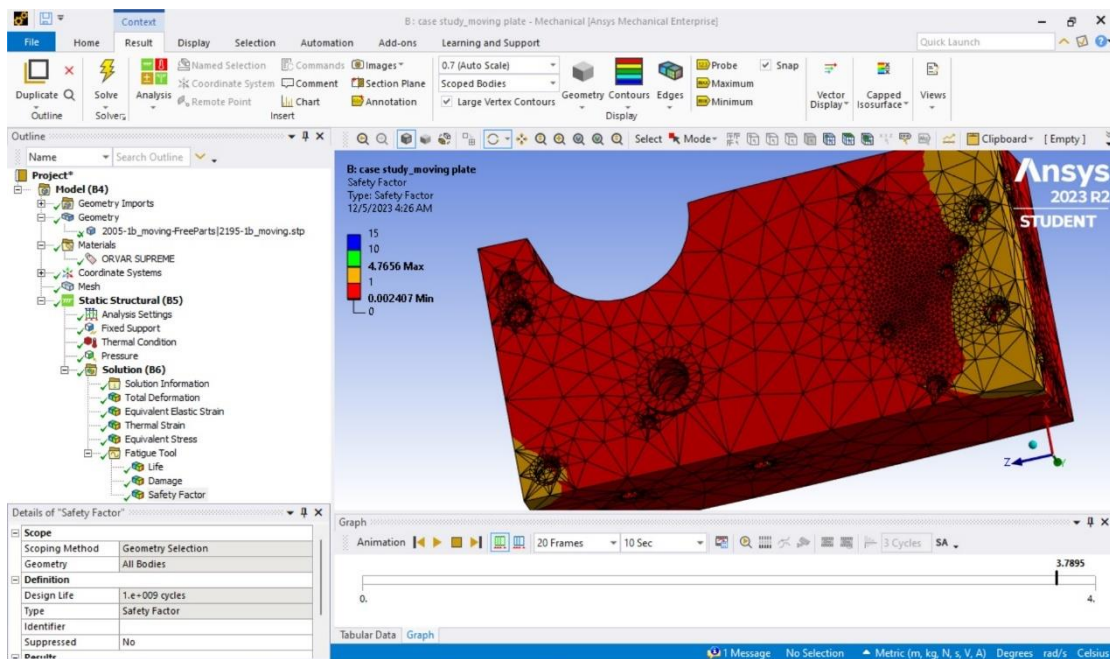 Context
B : case study_moving plate - Mechanical [Ansys Mechanical Enterprise]
File Home Result Display Selection Automation Add-ons Learning and Support Quick Launch
Duplicate
Outline
Solve
Solver
Analysis
Named Selection
Coordinate System
Remote Point
Commands
Comment
Chart
Images
Section Plane
Annotation
Insert
0.7 (Auto Scale)
Scoped Bodies
Large Vertex Contours
Geometry Contours Edges
Probe
Maximum
Minimum
Snap
Display
Vector Display
Capped Isosurface
Views
Outline
Name Search Outline
Select Mode Clipboard [Empty]
Project*
Model (B4)
Geometry Imports
Geometry
2005-1b_moving-FreeParts|2195-1b_moving.stp
Materials
ORVAR SUPREME
Coordinate Systems
Mesh
Static Structural (B5)
Analysis Settings
Fixed Support
Thermal Condition
Pressure
Solution (B6)
Solution Information
Total Deformation
Equivalent Elastic Strain
Thermal Strain
Equivalent Stress
Fatigue Tool
Life
Damage
Safety Factor
B: case study_moving plate
Safety Factor
Type: Safety Factor
12/5/2023 4:26 AM
15
10
4.7656 Max
1
0.002407 Min
0
Ansys
2023 R2
STUDENT
Z
Y
Details of "Safety Factor"
Scope
Scoping Method Geometry Selection
Geometry All Bodies
Definition
Design Life 1.e+009 cycles
Type Safety Factor
Identifier
Suppressed No
Results
Graph
Animation 20 Frames 10 Sec 3 Cycles SA
3.7895
0. 4.
Tabular Data Graph
1 Message No Selection Metric (m, kg, N, s, V, A) Degrees rad/s Celsius